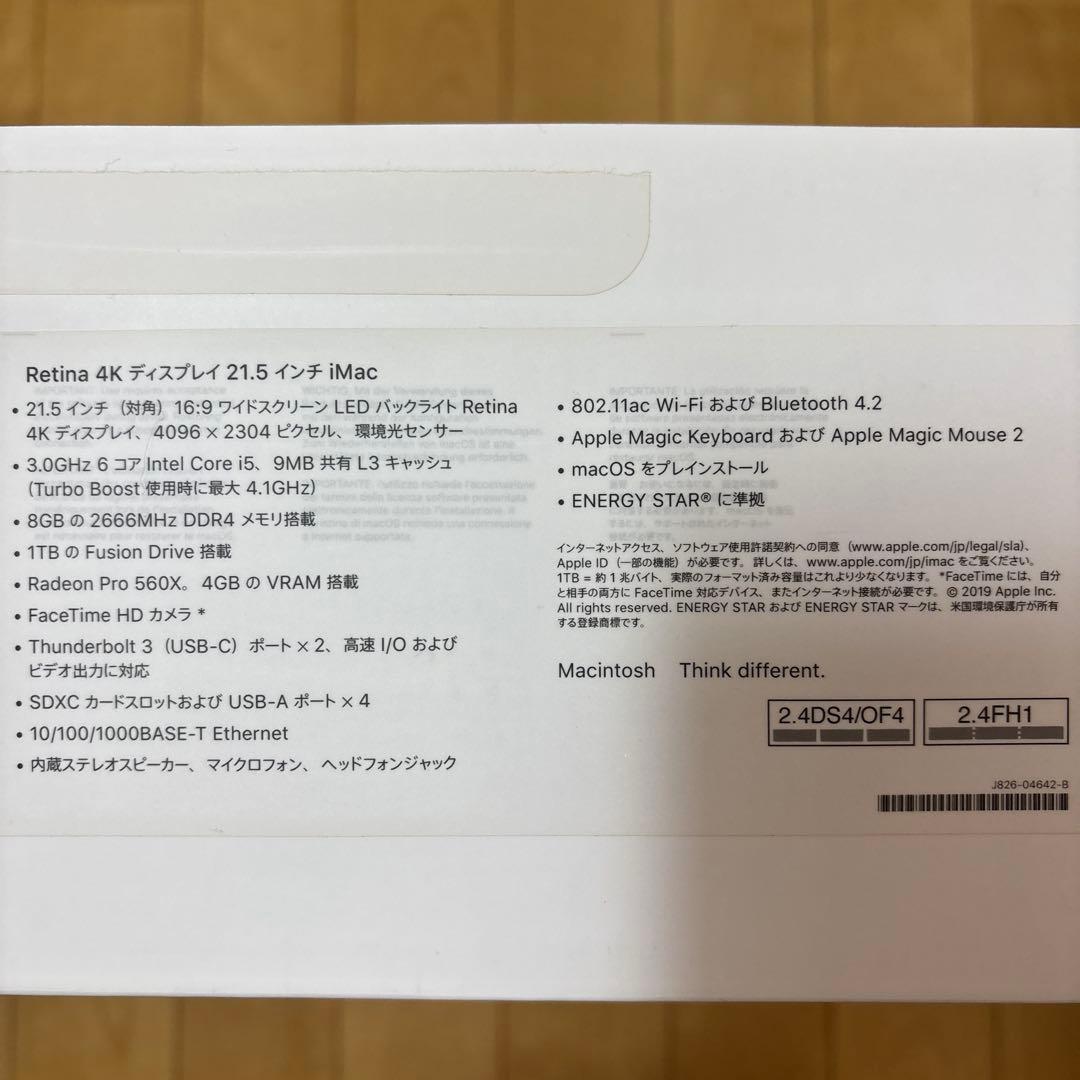 Retina 4K ディスプレイ 21.5 インチ iMac
• 21.5 インチ（対角）16:9 ワイドスクリーン LED バックライト Retina
4K ディスプレイ、4096 × 2304 ピクセル、環境光センサー
• 3.0GHz 6 コア Intel Core i5、9MB 共有 L3 キャッシュ
(Turbo Boost 使用時に最大 4.1GHz)
• 8GB の 2666MHz DDR4 メモリ搭載
• 1TB の Fusion Drive 搭載
• Radeon Pro 560X。4GB の VRAM 搭載
• FaceTime HD カメラ *
• Thunderbolt 3（USB-C）ポート × 2、高速 I/O および
ビデオ出力に対応
• SDXC カードスロットおよび USB-A ポート × 4
• 10/100/1000BASE-T Ethernet
• 内蔵ステレオスピーカー、マイクロフォン、ヘッドフォンジャック
• 802.11ac Wi-Fi および Bluetooth 4.2
• Apple Magic Keyboard および Apple Magic Mouse 2
• macOS をプレインストール
• ENERGY STAR® に準拠
インターネットアクセス、ソフトウェア使用許諾契約への同意（www.apple.com/jp/legal/sla)、
Apple ID（一部の機能）が必要です。詳しくは、www.apple.com/jp/imac をご覧ください。
1TB = 約 1 兆バイト、実際のフォーマット済み容量はこれより少なくなります。*FaceTime には、自分
と相手の両方に FaceTime 対応デバイス、またインターネット接続が必要です。© 2019 Apple Inc.
All rights reserved. ENERGY STAR および ENERGY STAR マークは、米国環境保護庁が所有
する登録商標です。
Macintosh Think different.
2.4DS4/OF4 2.4FH1
J826-04642-B